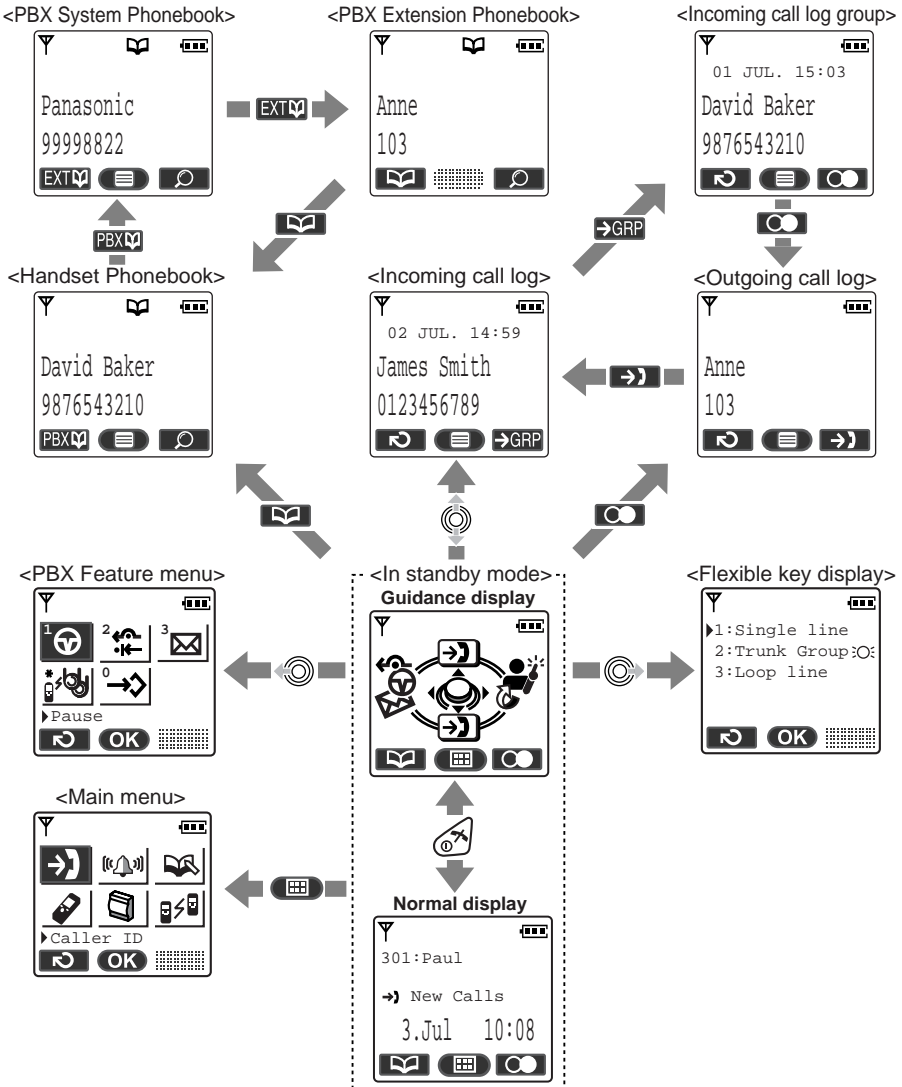 <PBX System Phonebook>
Panasonic
99998822
EXT
EXT
<PBX Extension Phonebook>
Anne
103
<Incoming call log group>
01 JUL. 15:03
David Baker
9876543210
PBX
→GRP
<Handset Phonebook>
David Baker
9876543210
PBX
<Incoming call log>
02 JUL. 14:59
James Smith
0123456789
→GRP
<Outgoing call log>
Anne
103
<PBX Feature menu>
1
2
3
*
0
Pause
OK
<In standby mode>
Guidance display
<Flexible key display>
1:Single line
2:Trunk Group
3:Loop line
OK
<Main menu>
Caller ID
OK
Normal display
301:Paul
New Calls
3.Jul 10:08